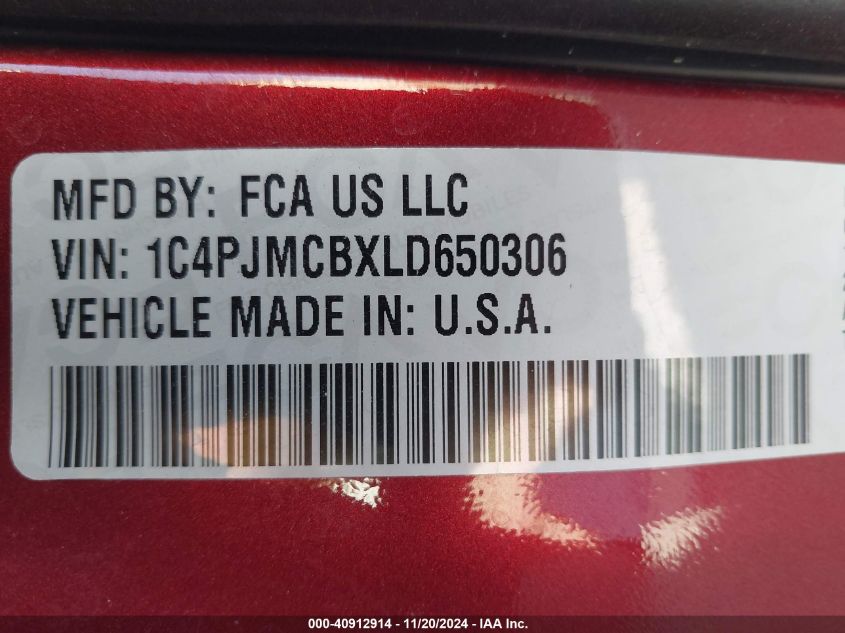 MFD BY: FCA US LLC
VIN: 1C4PJMCBXLD650306
VEHICLE MADE IN: U.S.A.
000-40912914 - 11/20/2024 - IAA Inc.